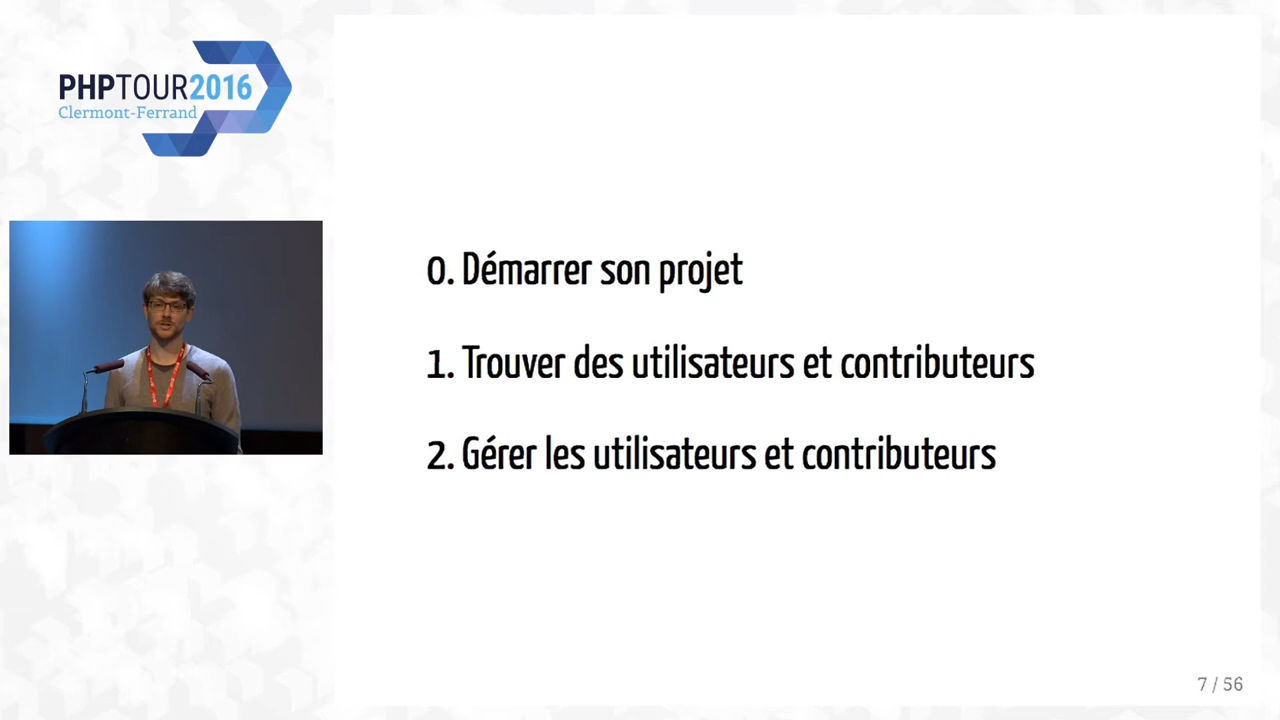 PHPTOUR2016
Clermont-Ferrand
0. Démarrer son projet
1. Trouver des utilisateurs et contributeurs
2. Gérer les utilisateurs et contributeurs
7 / 56